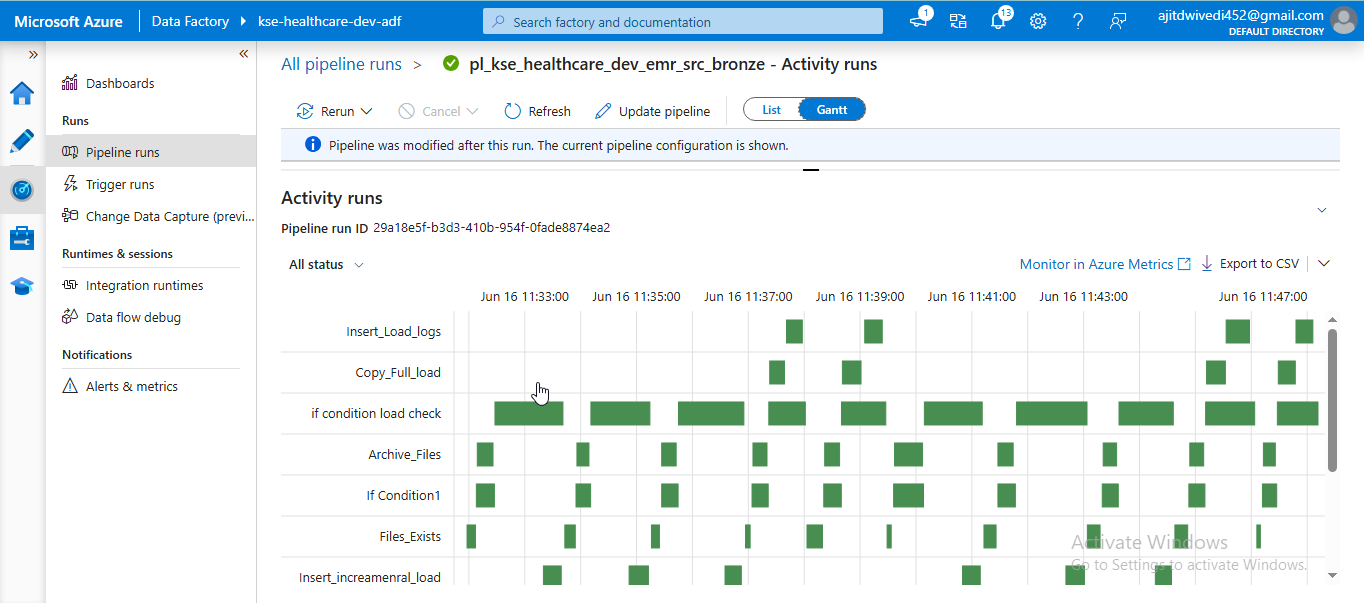 Microsoft Azure
Data Factory
kse-healthcare-dev-adf
Search factory and documentation
1
13
ajitdwivedi452@gmail.com
DEFAULT DIRECTORY
Dashboards
Runs
Pipeline runs
Trigger runs
Change Data Capture (previ...
Runtimes & sessions
Integration runtimes
Data flow debug
Notifications
Alerts & metrics
All pipeline runs > pl_kse_healthcare_dev_emr_src_bronze - Activity runs
Rerun Cancel Refresh Update pipeline List Gantt
Pipeline was modified after this run. The current pipeline configuration is shown.
Activity runs
Pipeline run ID 29a18e5f-b3d3-410b-954f-0fade8874ea2
All status
Monitor in Azure Metrics Export to CSV
Jun 16 11:33:00 Jun 16 11:35:00 Jun 16 11:37:00 Jun 16 11:39:00 Jun 16 11:41:00 Jun 16 11:43:00 Jun 16 11:47:00
Insert_Load_logs
Copy_Full_load
if condition load check
Archive_Files
If Condition1
Files_Exists
Insert_increamenral_load
Activate Windows
Go to Settings to activate Windows.